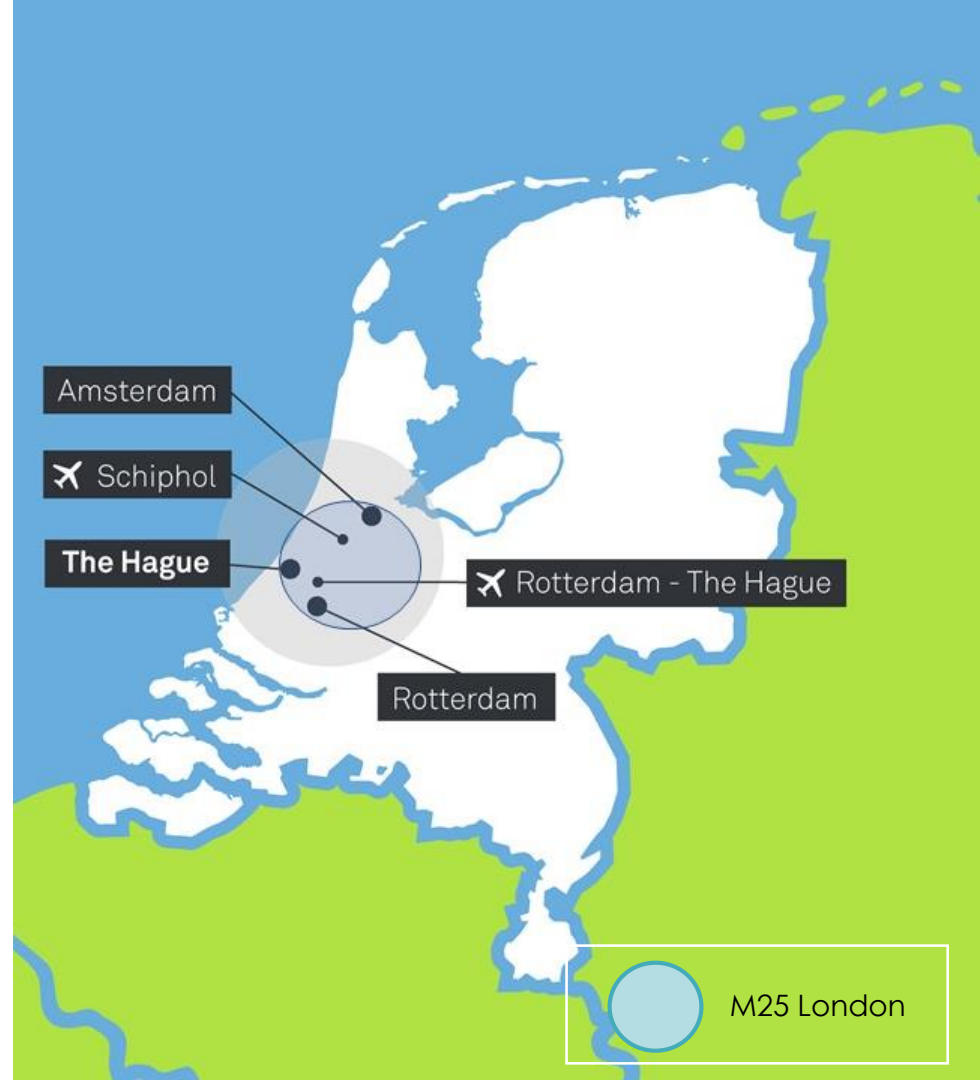 Amsterdam
Schiphol
The Hague
Rotterdam - The Hague
Rotterdam
M25 London